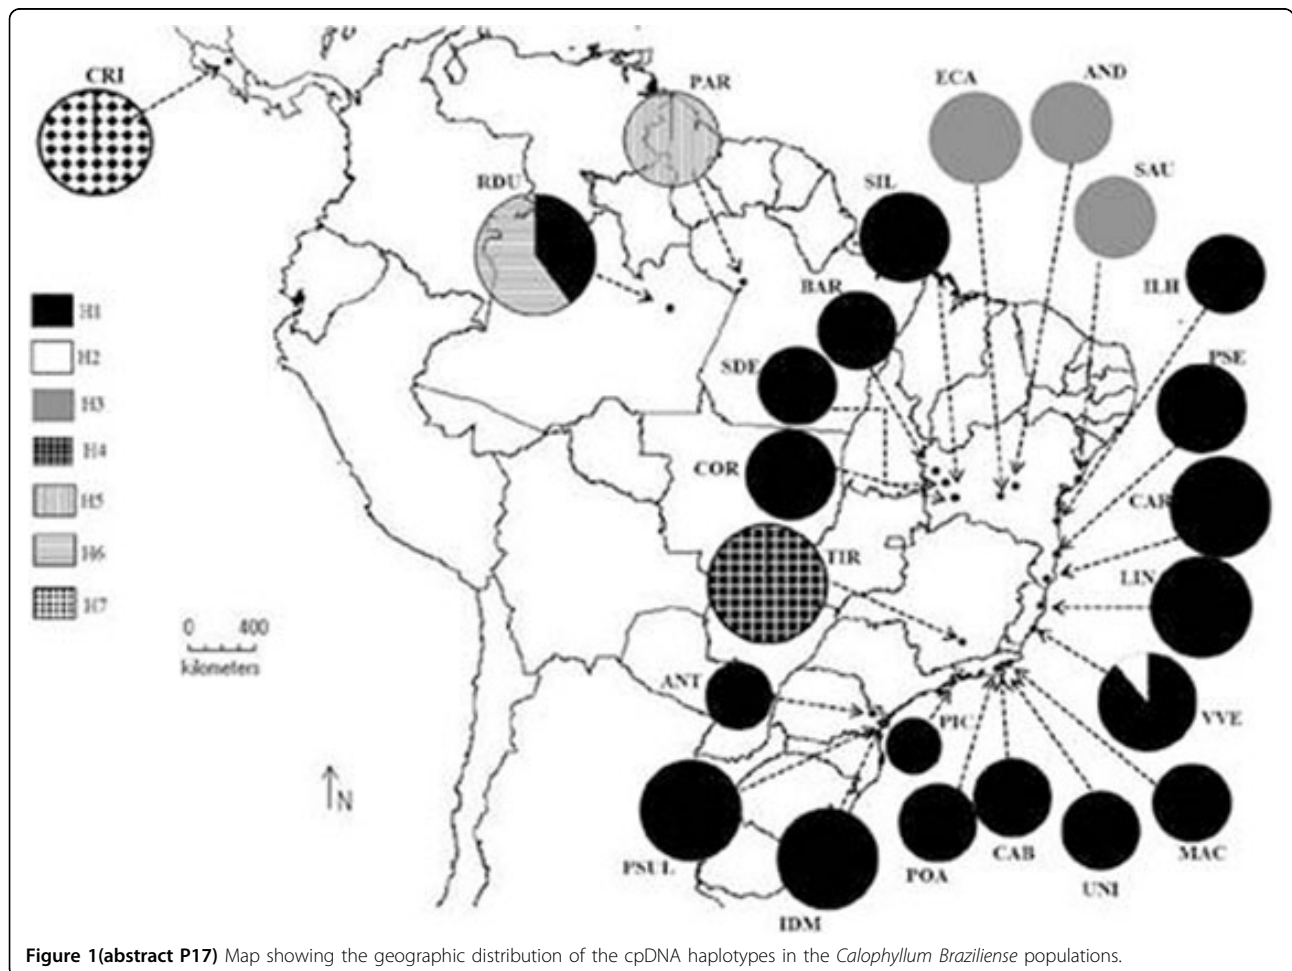 CRI
PAR
ECA
AND
RDU
SIL
SAU
BAR
ILH
H1
H2
H3
H4
H5
H6
H7
SDE
PSE
COR
CAR
TIR
LIN
0 400
kilometers
ANT
PIC
VVE
N
PSUL
IDM
POA
CAB
UNI
MAC
Figure 1(abstract P17) Map showing the geographic distribution of the cpDNA haplotypes in the Calophyllum Braziliense populations.